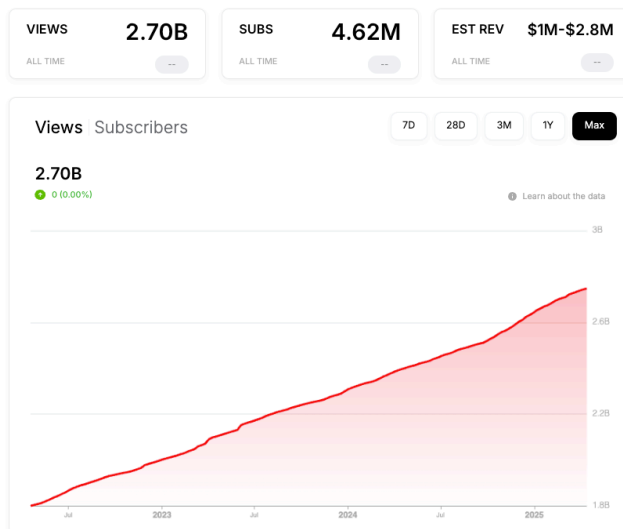 VIEWS 2.70B
ALL TIME --
SUBS 4.62M
ALL TIME --
EST REV $1M-$2.8M
ALL TIME --
Views Subscribers
7D 28D 3M 1Y Max
2.70B
0 (0.00%)
Learn about the data
3B
2.6B
2.2B
1.8B
Jul 2023 Jul 2024 Jul 2025